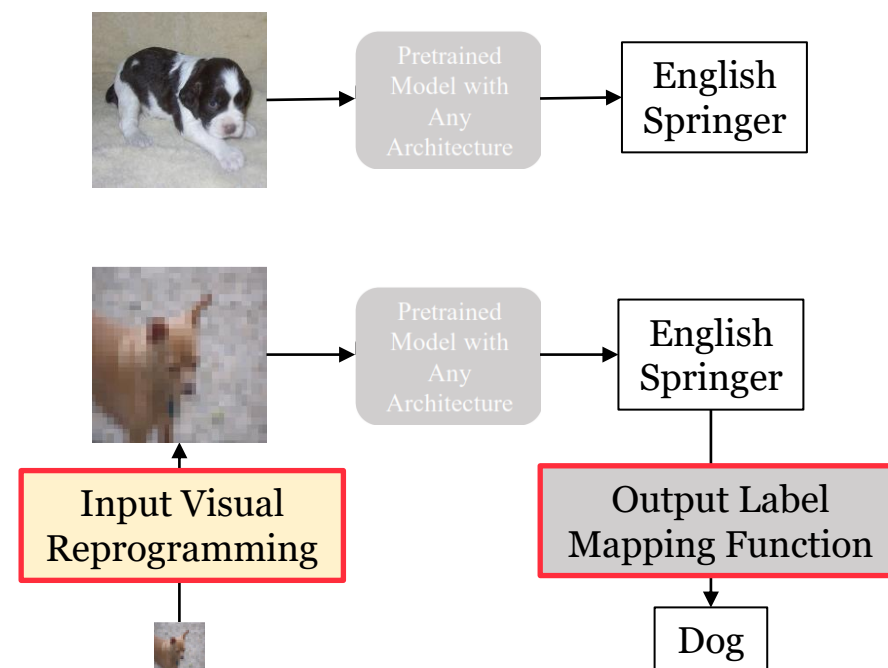 Pretrained
Model with
Any
Architecture
English
Springer
Pretrained
Model with
Any
Architecture
English
Springer
Input Visual
Reprogramming
Output Label
Mapping Function
Dog